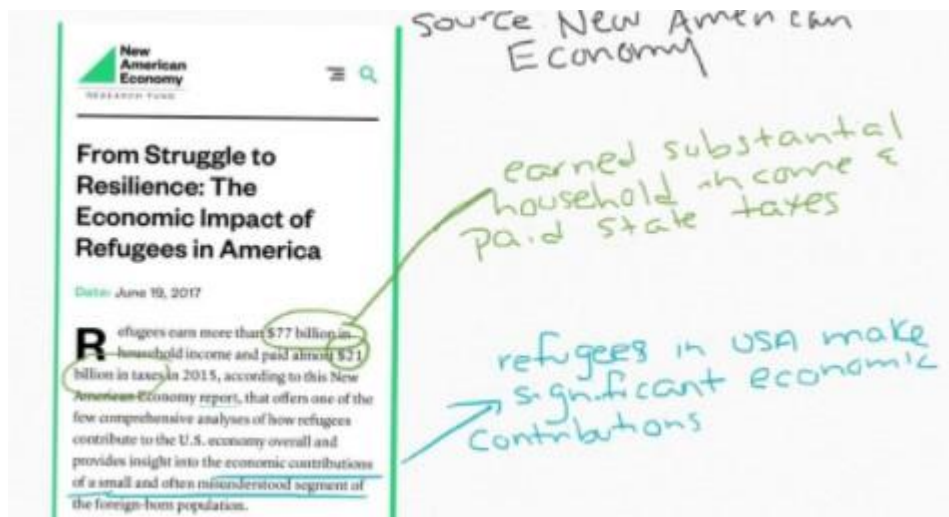 source New American
Economy
New
American
Economy
RESEARCH FUND
From Struggle to
Resilience: The
Economic Impact of
Refugees in America
Date: June 19, 2017
Refugees earn more than $77 billion in
household income and paid almost $21
billion in taxes in 2015, according to this New
American Economy report, that offers one of the
few comprehensive analyses of how refugees
contribute to the U.S. economy overall and
provides insight into the economic contributions
of a small and often misunderstood segment of
the foreign-born population.
earned substantial
household income &
paid state taxes
refugees in USA make
significant economic
contributions